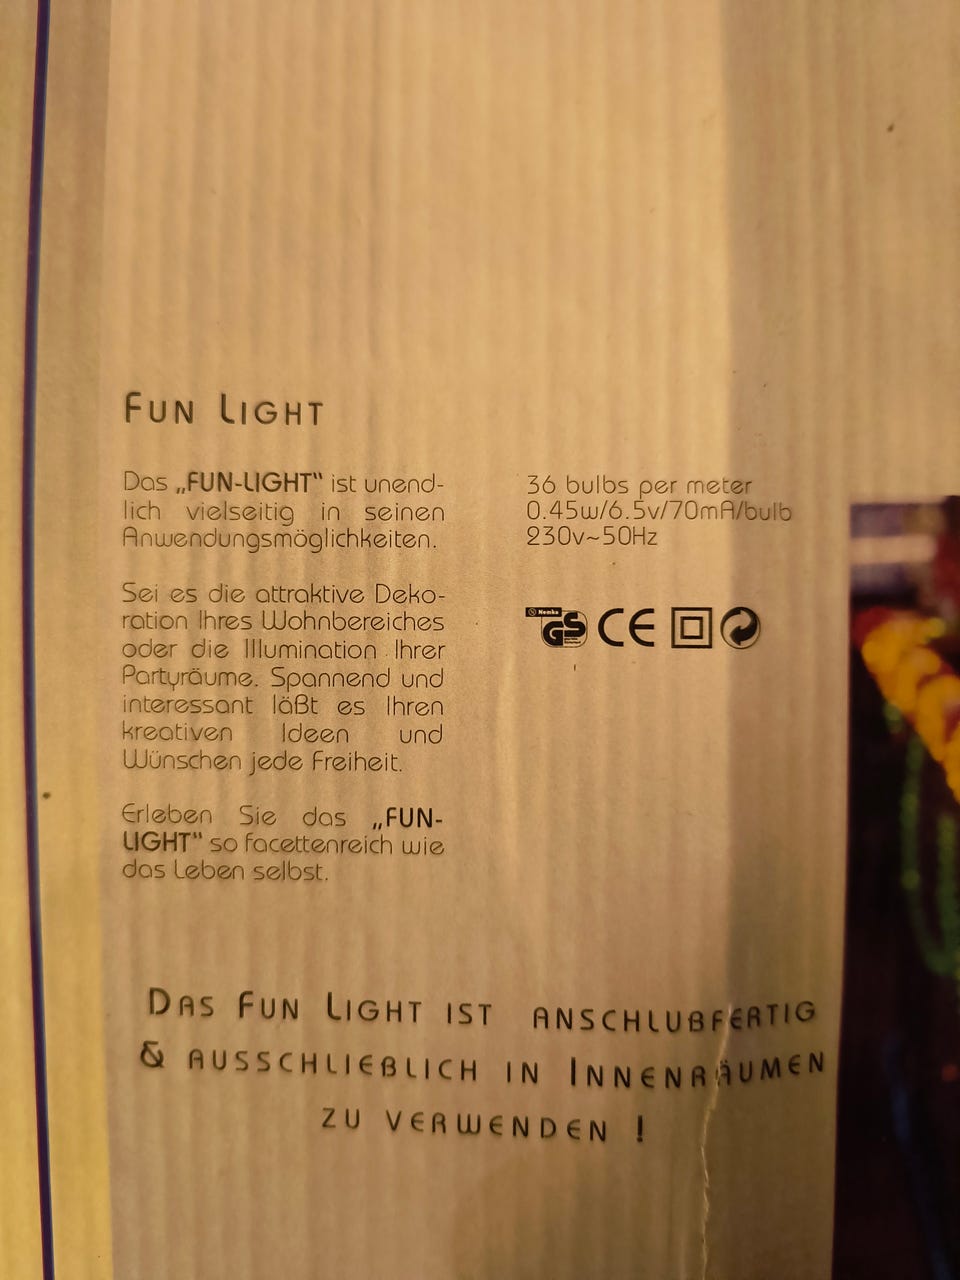 FUN LIGHT
Das „FUN-LIGHT" ist unend-
lich vielseitig in seinen
Anwendungsmöglichkeiten.
Sei es die attraktive Deko-
ration Ihres Wohnbereiches
oder die Illumination Ihrer
Partyräume. Spannend und
interessant läßt es Ihren
kreativen Ideen und
Wünschen jede Freiheit.
Erleben Sie das „FUN-
LIGHT" so facettenreich wie
das Leben selbst.
36 bulbs per meter
0.45w/6.5v/70mA/bulb
230v~50Hz
Nemko
GS CE
DAS FUN LIGHT IST ANSCHLUßFERTIG
& AUSSCHLIEßLICH IN INNENRÄUMEN
ZU VERWENDEN !